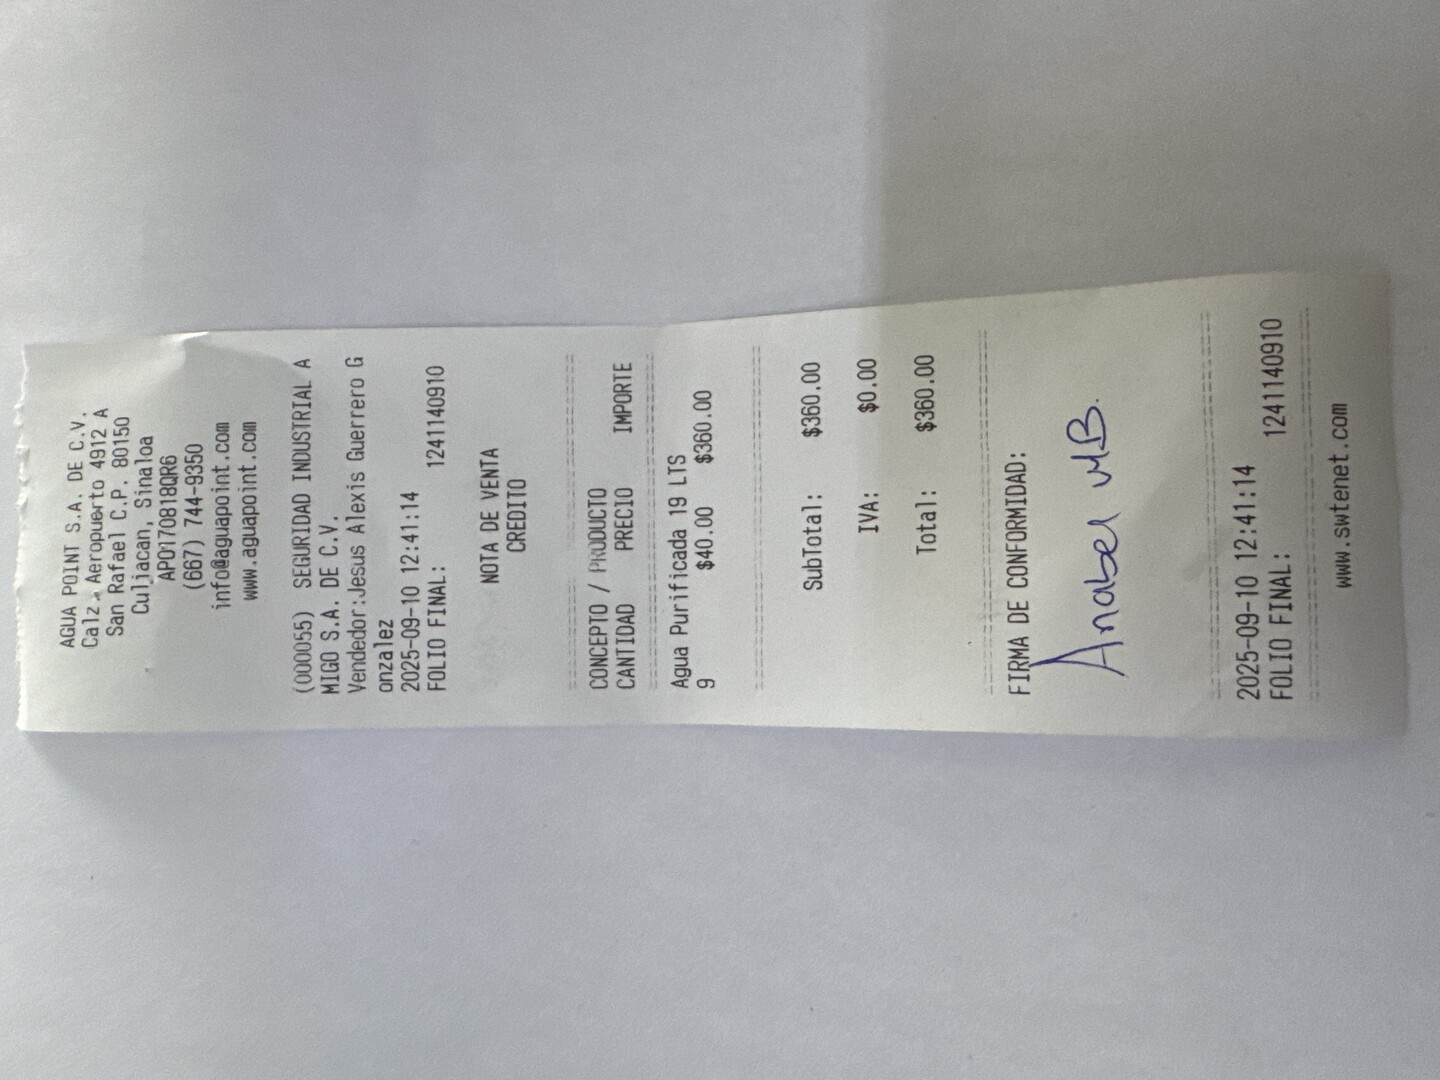 AGUA POINT S.A. DE C.V.
Calz. Aeropuerto 4912 A
San Rafael C.P. 80150
Culiacan, Sinaloa
APO170818QR6
(667) 744-9350
info@aguapoint.com
www.aguapoint.com
(000055) SEGURIDAD INDUSTRIAL A
MIGO S.A. DE C.V.
Vendedor:Jesus Alexis Guerrero G
onzalez
2025-09-10 12:41:14
FOLIO FINAL: 1241140910
NOTA DE VENTA
CREDITO
CONCEPTO / PRODUCTO
CANTIDAD PRECIO IMPORTE
Agua Purificada 19 LTS
9 $40.00 $360.00
SubTotal: $360.00
IVA: $0.00
Total: $360.00
FIRMA DE CONFORMIDAD:
Anabel MB.
2025-09-10 12:41:14
FOLIO FINAL: 1241140910
www.swtenet.com